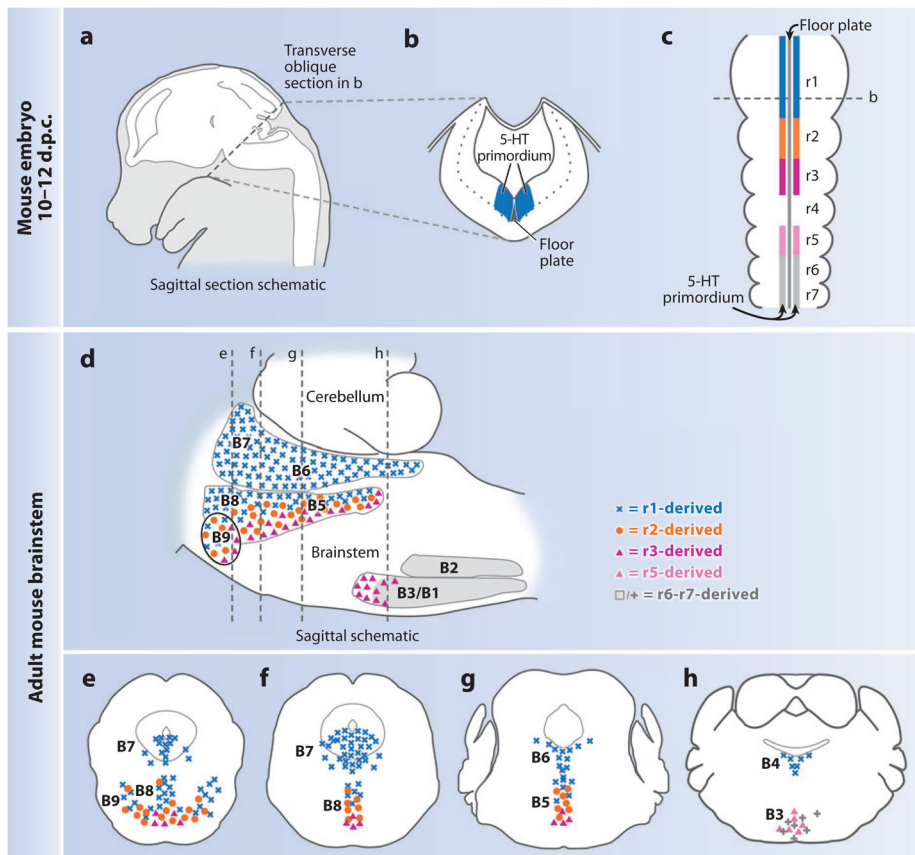 Mouse embryo
10–12 d.p.c.
a
Transverse
oblique
section in b
Sagittal section schematic
b
5-HT
primordium
Floor
plate
c
Floor plate
r1
b
r2
r3
r4
r5
r6
r7
5-HT
primordium
Adult mouse brainstem
d
e
f
g
h
Cerebellum
B7
B6
B8
B5
B9
Brainstem
B2
B3/B1
Sagittal schematic
= r1-derived
= r2-derived
= r3-derived
= r5-derived
/+ = r6-r7-derived
e
B7
B8
B9
f
B7
B8
g
B6
B5
h
B4
B3